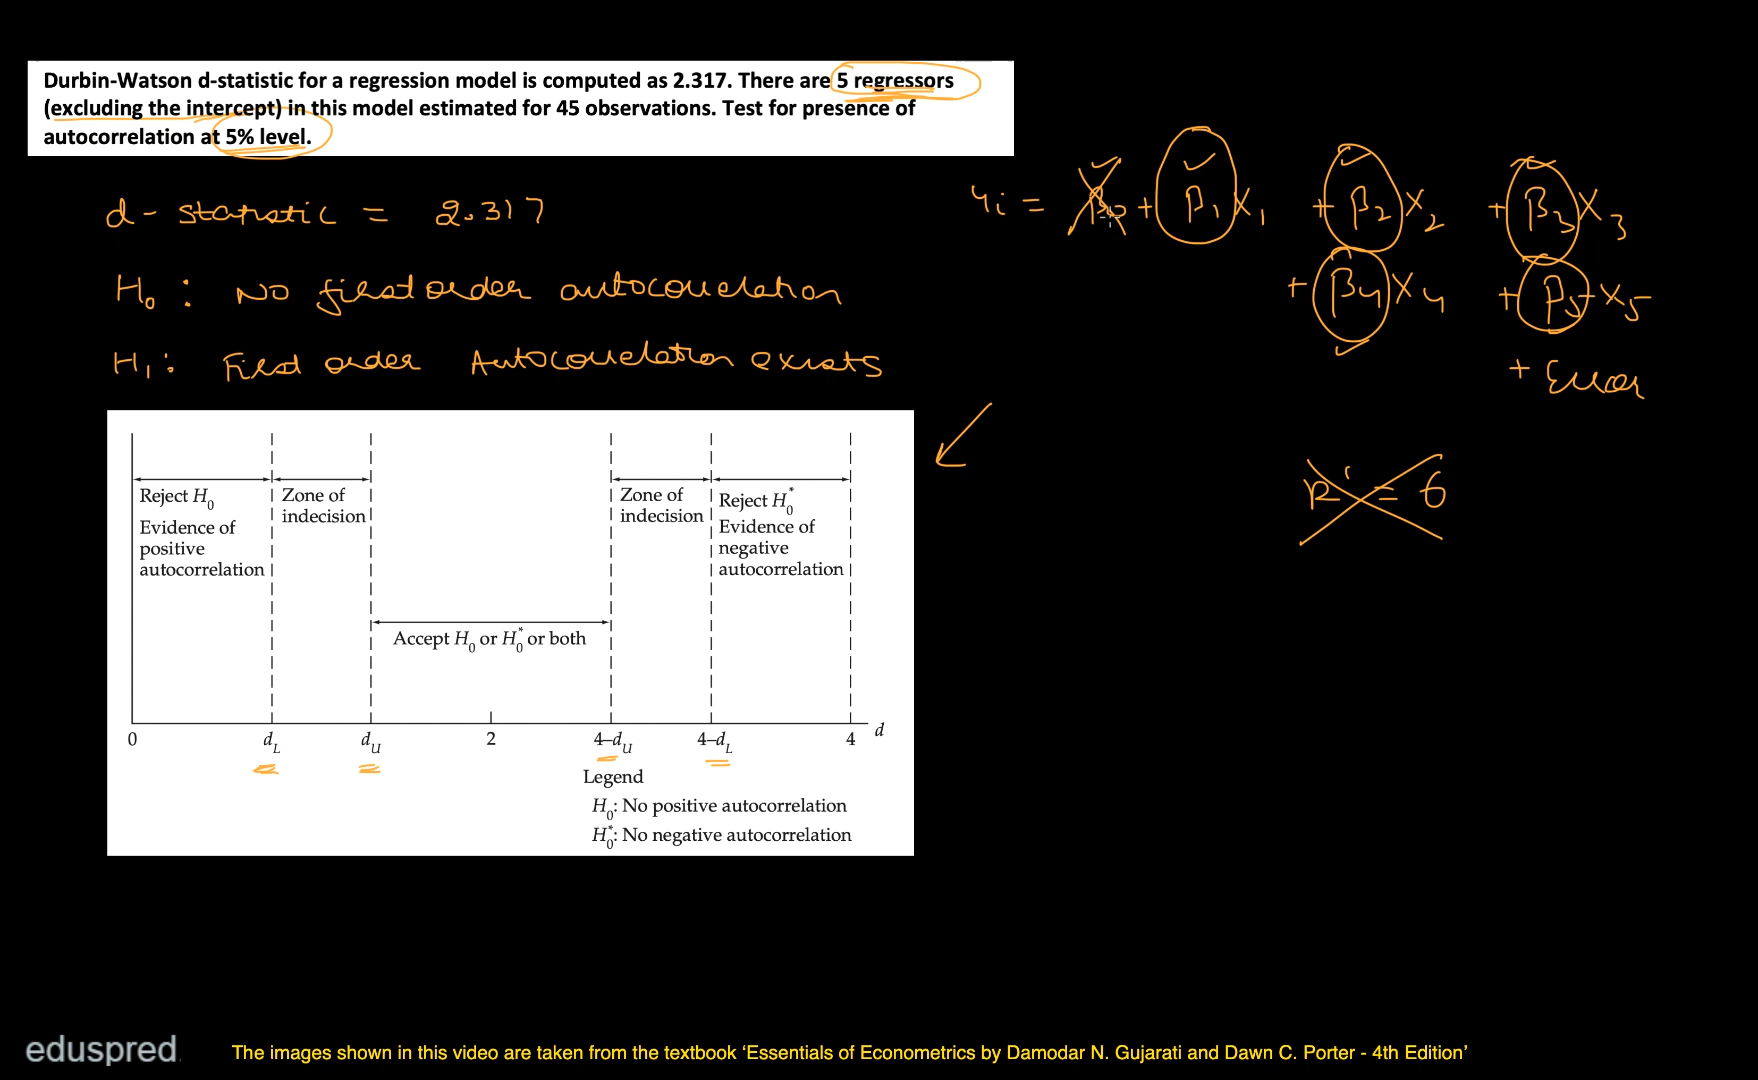 Durbin-Watson d-statistic for a regression model is computed as 2.317. There are 5 regressors
(excluding the intercept) in this model estimated for 45 observations. Test for presence of
autocorrelation at 5% level.
d - statistic = 2.317
H₀ : No first order autocorrelation
H₁ : First order Autocorrelation exists
Yi = β₀ + β₁X₁ + β₂X₂ + β₃X₃
+ β₄X₄ + β₅X₅
+ Error
k' = 6
Reject H₀
Evidence of
positive
autocorrelation
Zone of
indecision
Accept H₀ or H₀* or both
Zone of
indecision
Reject H₀*
Evidence of
negative
autocorrelation
0 d_L d_U 2 4–d_U 4–d_L 4 d
Legend
H₀: No positive autocorrelation
H₀*: No negative autocorrelation
eduspred
The images shown in this video are taken from the textbook ‘Essentials of Econometrics by Damodar N. Gujarati and Dawn C. Porter - 4th Edition’